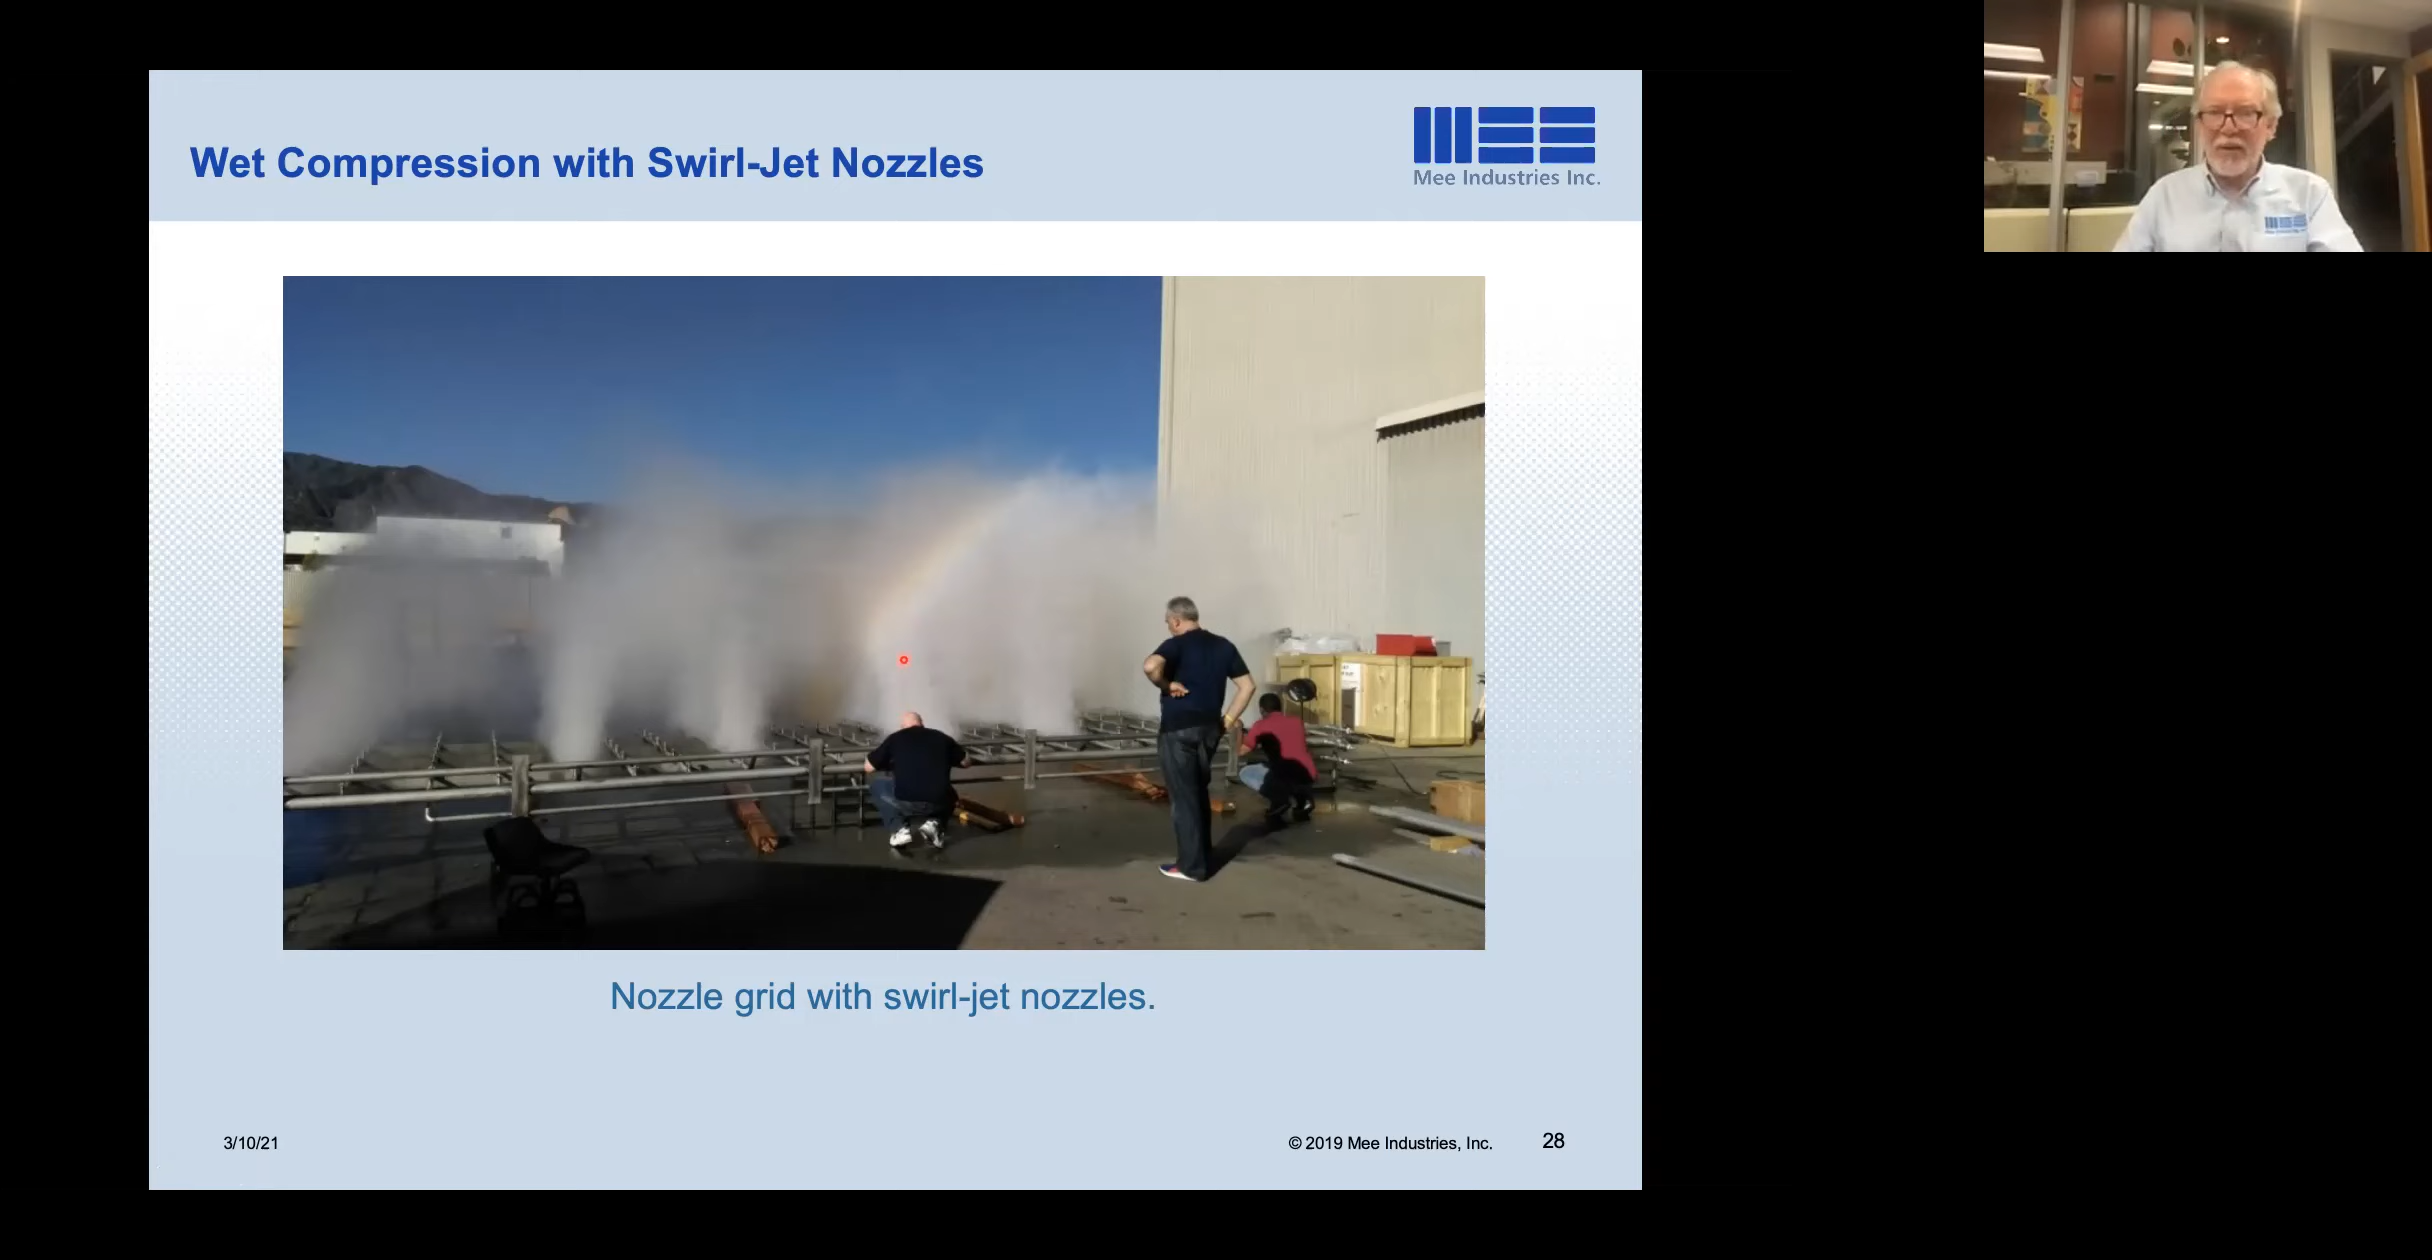 Wet Compression with Swirl-Jet Nozzles
Mee Industries Inc.
Nozzle grid with swirl-jet nozzles.
3/10/21
© 2019 Mee Industries, Inc.
28